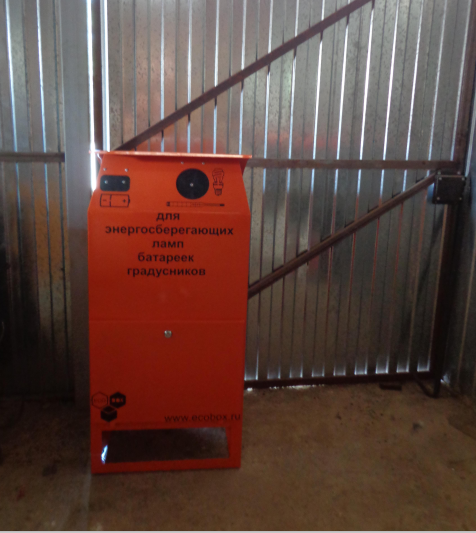 для
энергосберегающих
ламп
батареек
градусников
www.ecobox.ru